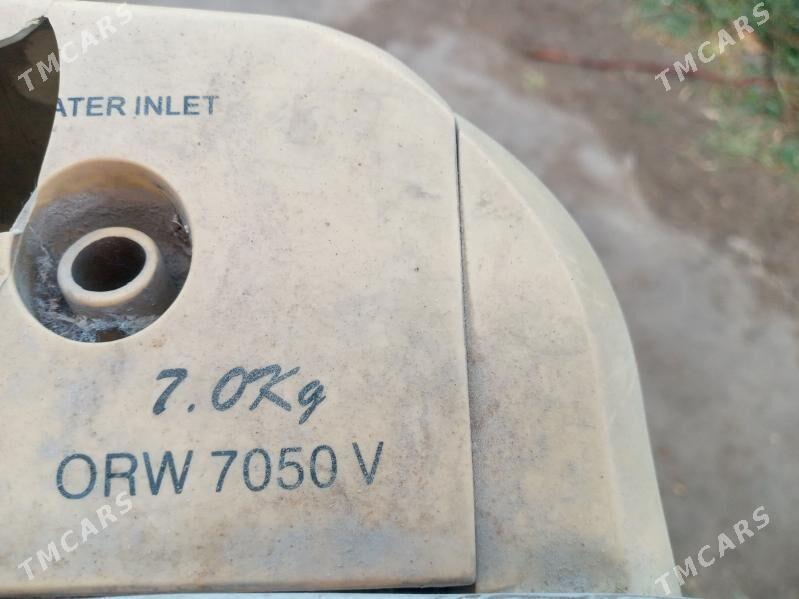 TMCARS
TMCARS
ATER INLET
7.0Kg
ORW 7050 V
TMCARS
TMCARS